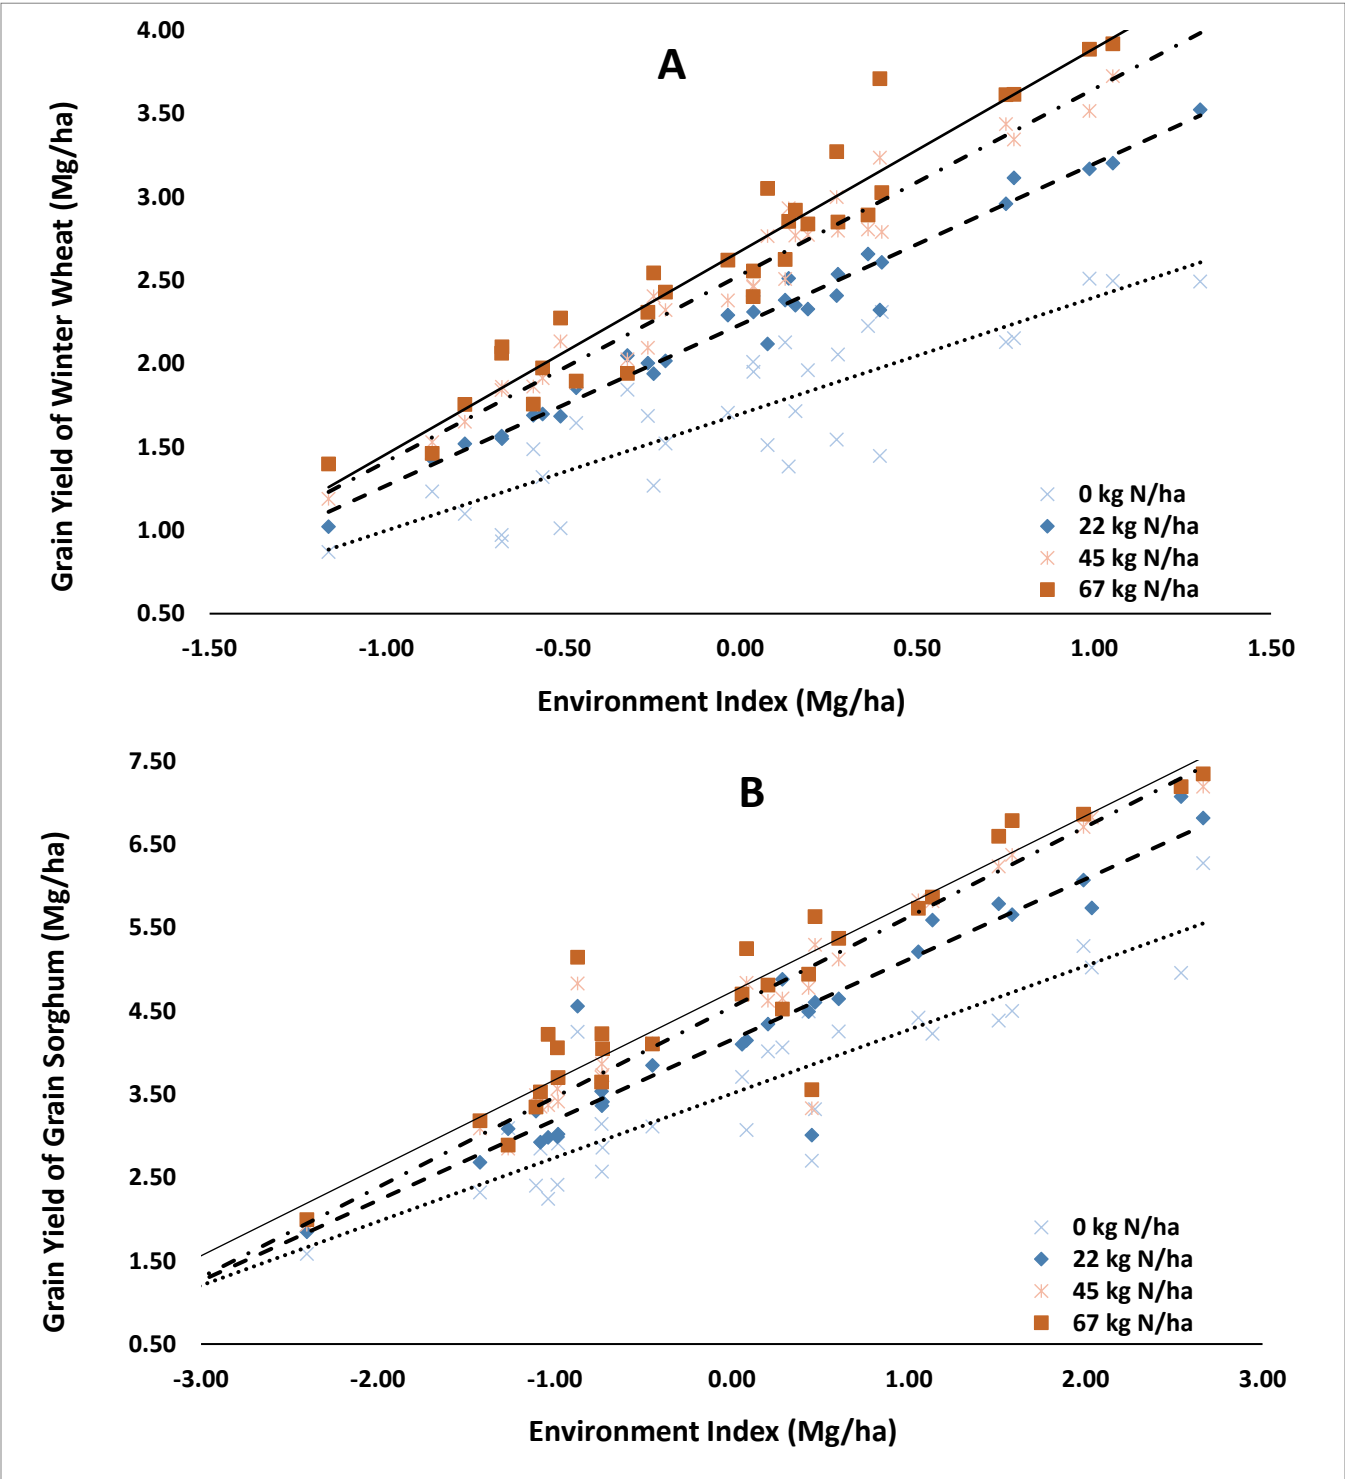 4.00
A
3.50
3.00
2.50
2.00
1.50
1.00
0.50
Grain Yield of Winter Wheat (Mg/ha)
0 kg N/ha
22 kg N/ha
45 kg N/ha
67 kg N/ha
-1.50 -1.00 -0.50 0.00 0.50 1.00 1.50
Environment Index (Mg/ha)
7.50
B
6.50
5.50
4.50
3.50
2.50
1.50
0.50
Grain Yield of Grain Sorghum (Mg/ha)
0 kg N/ha
22 kg N/ha
45 kg N/ha
67 kg N/ha
-3.00 -2.00 -1.00 0.00 1.00 2.00 3.00
Environment Index (Mg/ha)